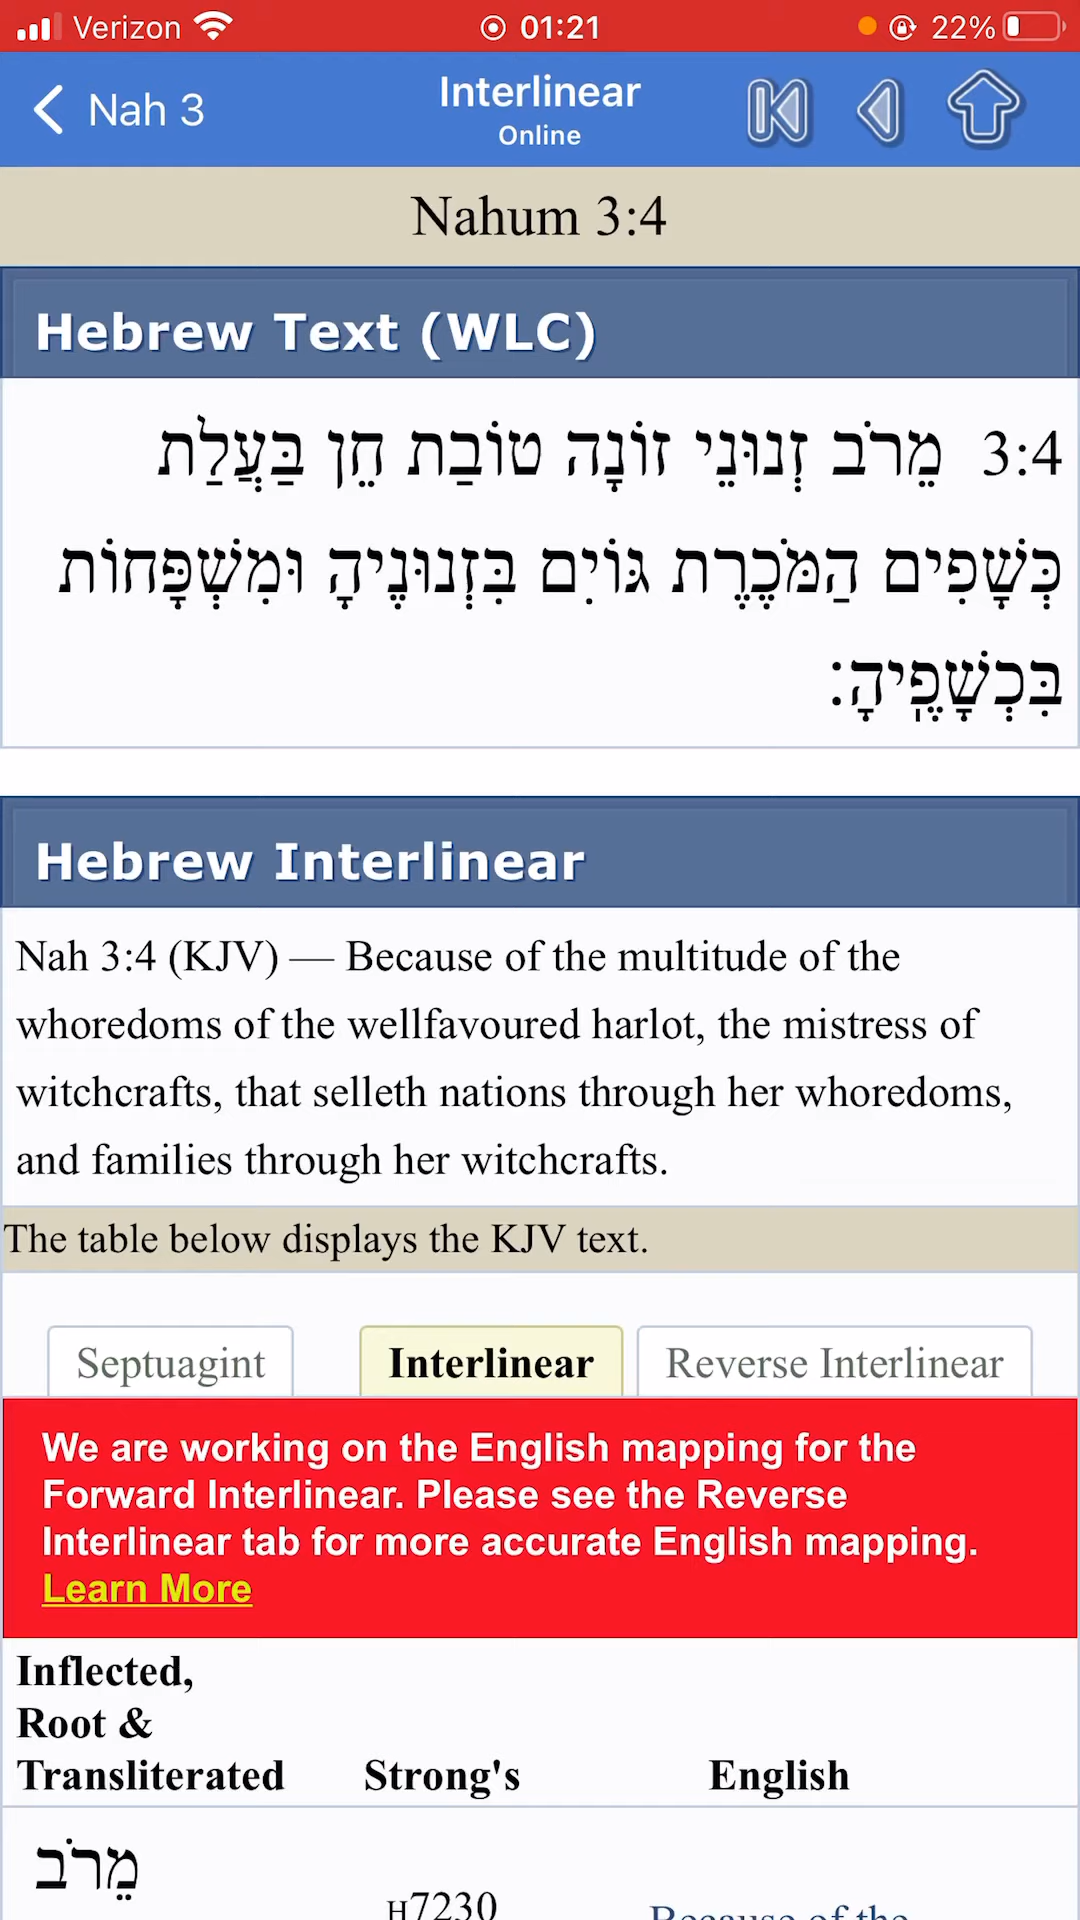 Verizon 01:21 22%
Nah 3 Interlinear
Online
Nahum 3:4
Hebrew Text (WLC)
3:4 מֵרֹב זְנוּנֵי זוֹנָה טוֹבַת חֵן בַּעֲלַת
כְּשָׁפִים הַמֹּכֶרֶת גּוֹיִם בִּזְנוּנֶיהָ וּמִשְׁפָּחוֹת
בִּכְשָׁפֶֽיהָ׃
Hebrew Interlinear
Nah 3:4 (KJV) — Because of the multitude of the
whoredoms of the wellfavoured harlot, the mistress of
witchcrafts, that selleth nations through her whoredoms,
and families through her witchcrafts.
The table below displays the KJV text.
Septuagint Interlinear Reverse Interlinear
We are working on the English mapping for the
Forward Interlinear. Please see the Reverse
Interlinear tab for more accurate English mapping.
Learn More
Inflected,
Root &
Transliterated Strong's English
מֵרֹב
H7230 Because of the